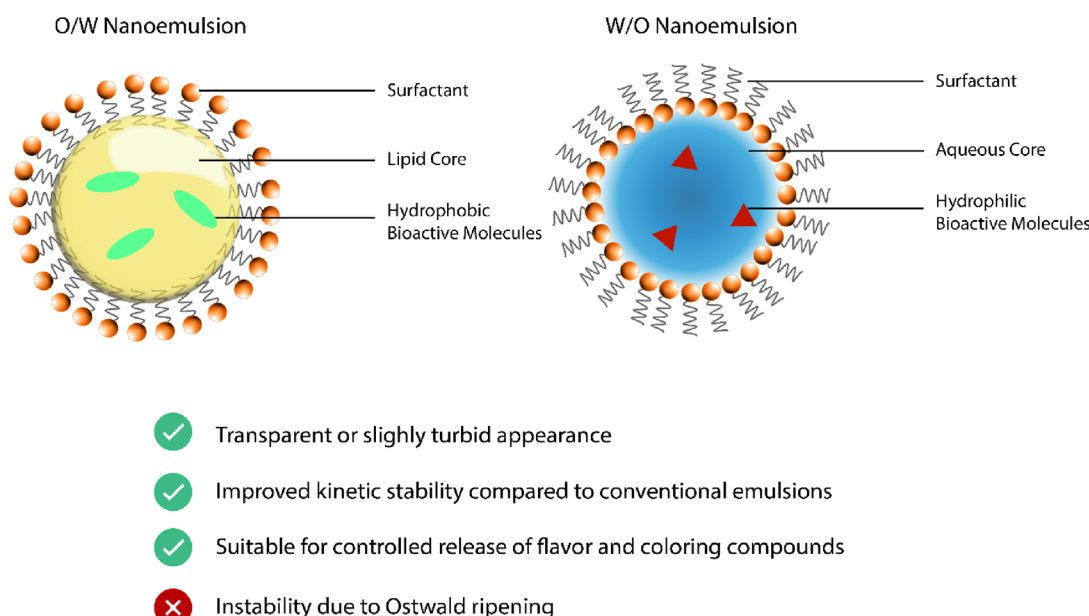 O/W Nanoemulsion
Surfactant
Lipid Core
Hydrophobic
Bioactive Molecules
W/O Nanoemulsion
Surfactant
Aqueous Core
Hydrophilic
Bioactive Molecules
Transparent or slighly turbid appearance
Improved kinetic stability compared to conventional emulsions
Suitable for controlled release of flavor and coloring compounds
Instability due to Ostwald ripening